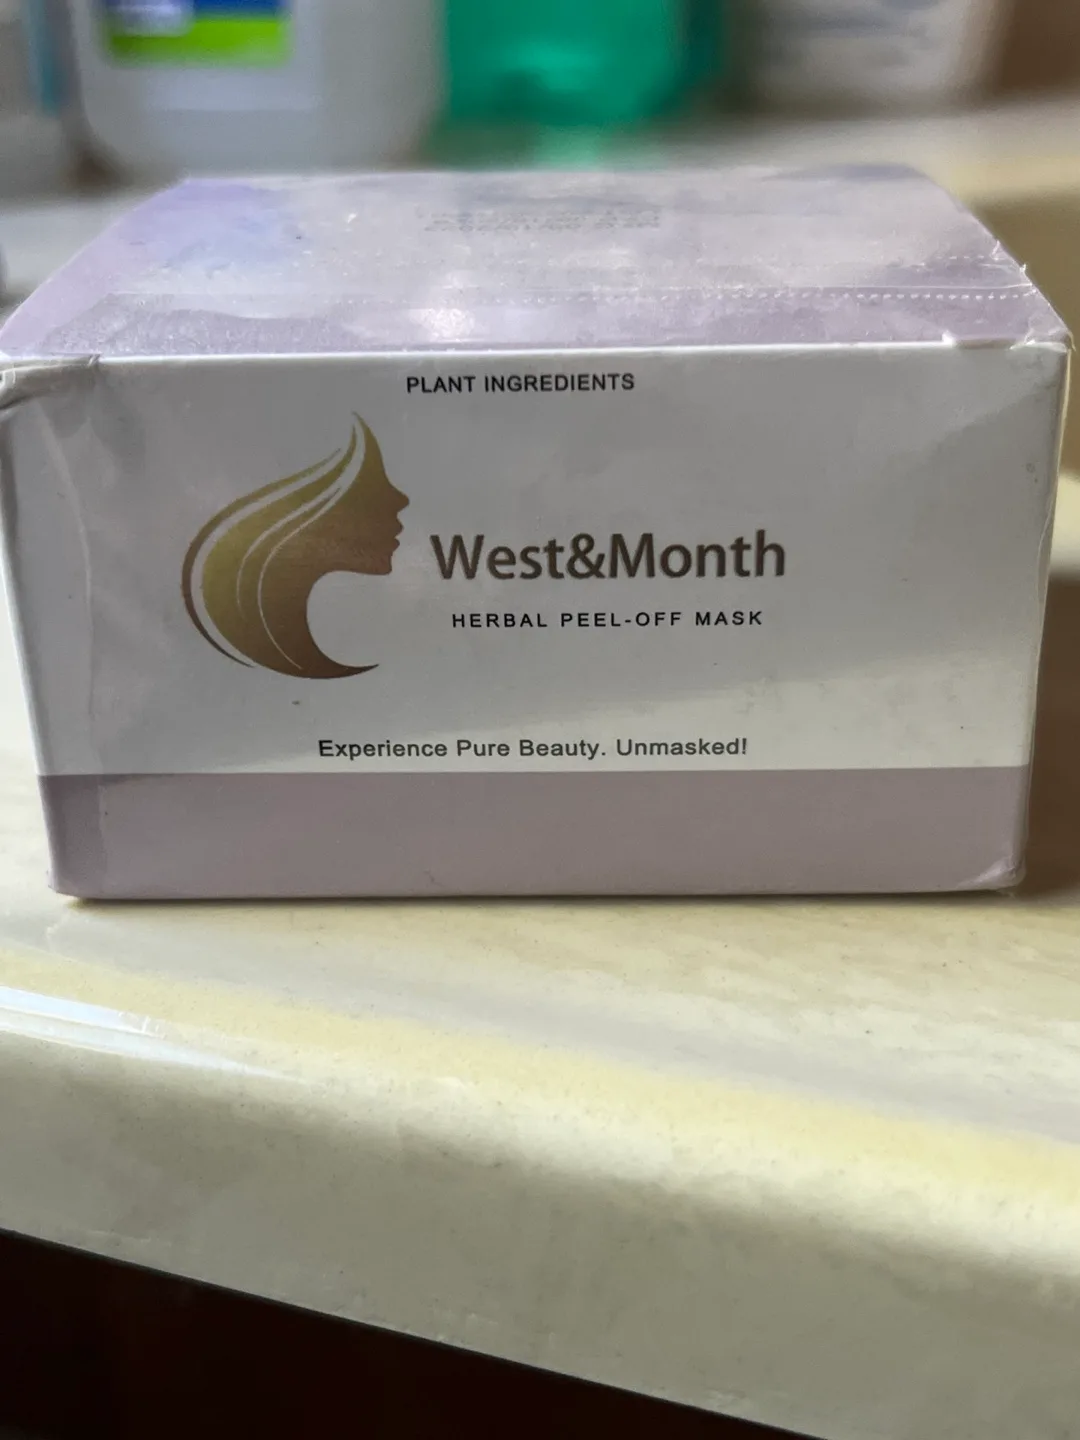 PLANT INGREDIENTS
West&Month
HERBAL PEEL-OFF MASK
Experience Pure Beauty. Unmasked!